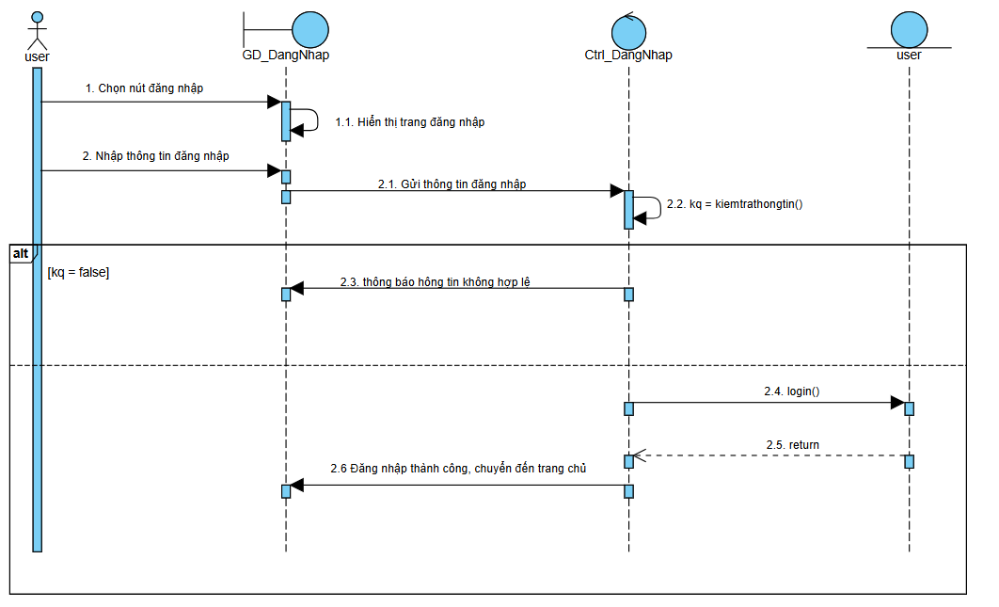 user
GD_DangNhap
Ctrl_DangNhap
user
1. Chọn nút đăng nhập
1.1. Hiển thị trang đăng nhập
2. Nhập thông tin đăng nhập
2.1. Gửi thông tin đăng nhập
2.2. kq = kiemtrathongtin()
alt
[kq = false]
2.3. thông báo hông tin không hợp lệ
2.4. login()
2.5. return
2.6 Đăng nhập thành công, chuyển đến trang chủ